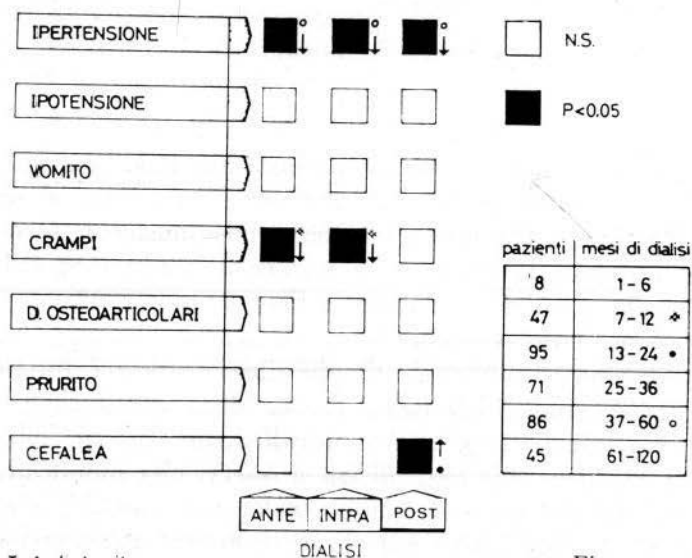 IPERTENSIONE
N.S.
IPOTENSIONE
P<0.05
VOMITO
CRAMPI
D. OSTEOARTICOLARI
PRURITO
CEFALEA
pazienti mesi di dialisi
8 1-6
47 7-12
95 13-24
71 25-36
86 37-60
45 61-120
ANTE INTRA POST
DIALISI